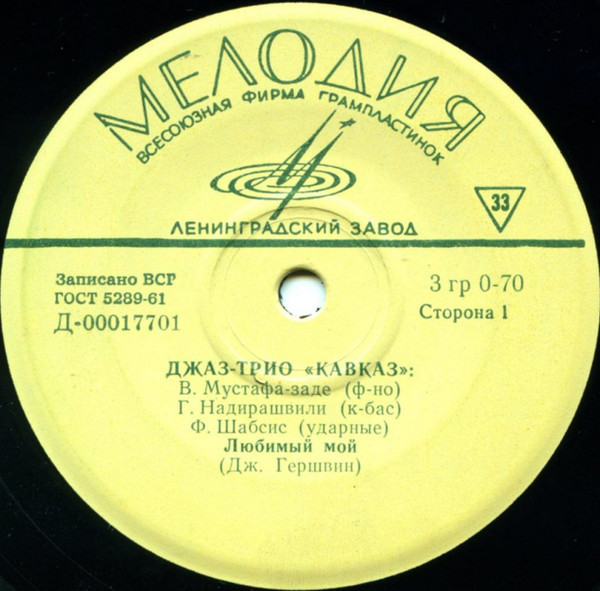 МЕЛОДИЯ
ВСЕСОЮЗНАЯ ФИРМА ГРАМПЛАСТИНОК
33
ЛЕНИНГРАДСКИЙ ЗАВОД
Записано ВСГ
ГОСТ 5289-61
Д-00017701
3 гр 0-70
Сторона 1
ДЖАЗ-ТРИО «КАВКАЗ»:
В. Мустафа-заде (ф-но)
Г. Надирашвили (к-бас)
Ф. Шабсис (ударные)
Любимый мой
(Дж. Гершвин)